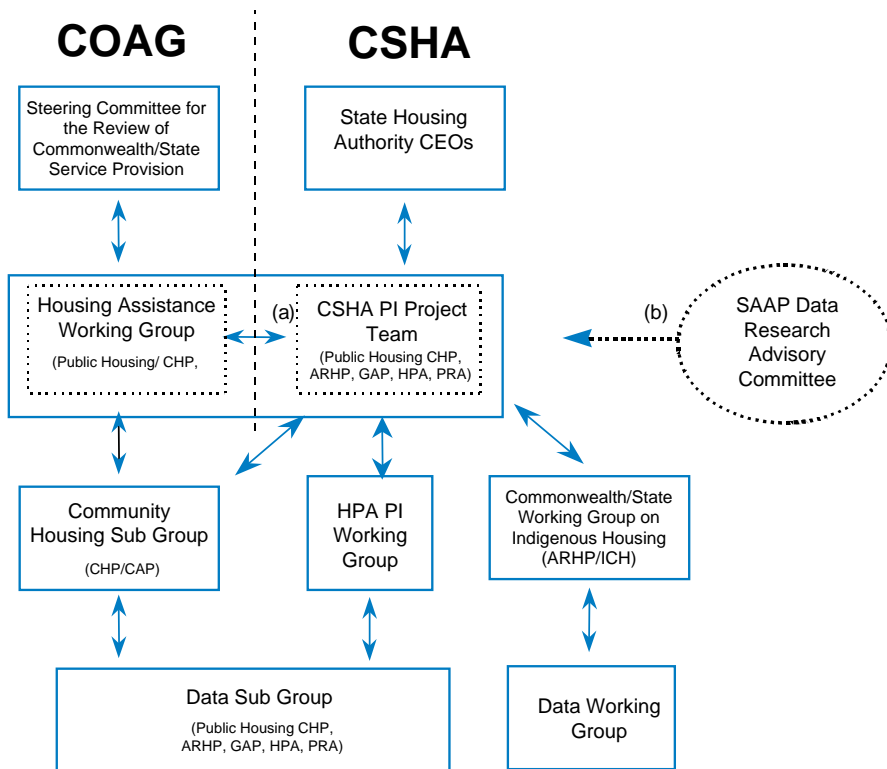 COAG
CSHA
Steering Committee for
the Review of
Commonwealth/State
Service Provision
State Housing
Authority CEOs
Housing Assistance
Working Group
(Public Housing/ CHP,
(a)
CSHA PI Project
Team
(Public Housing CHP,
ARHP, GAP, HPA, PRA)
(b)
SAAP Data
Research
Advisory
Committee
Community
Housing Sub Group
(CHP/CAP)
HPA PI
Working
Group
Commonwealth/State
Working Group on
Indigenous Housing
(ARHP/ICH)
Data Sub Group
(Public Housing CHP,
ARHP, GAP, HPA, PRA)
Data Working
Group